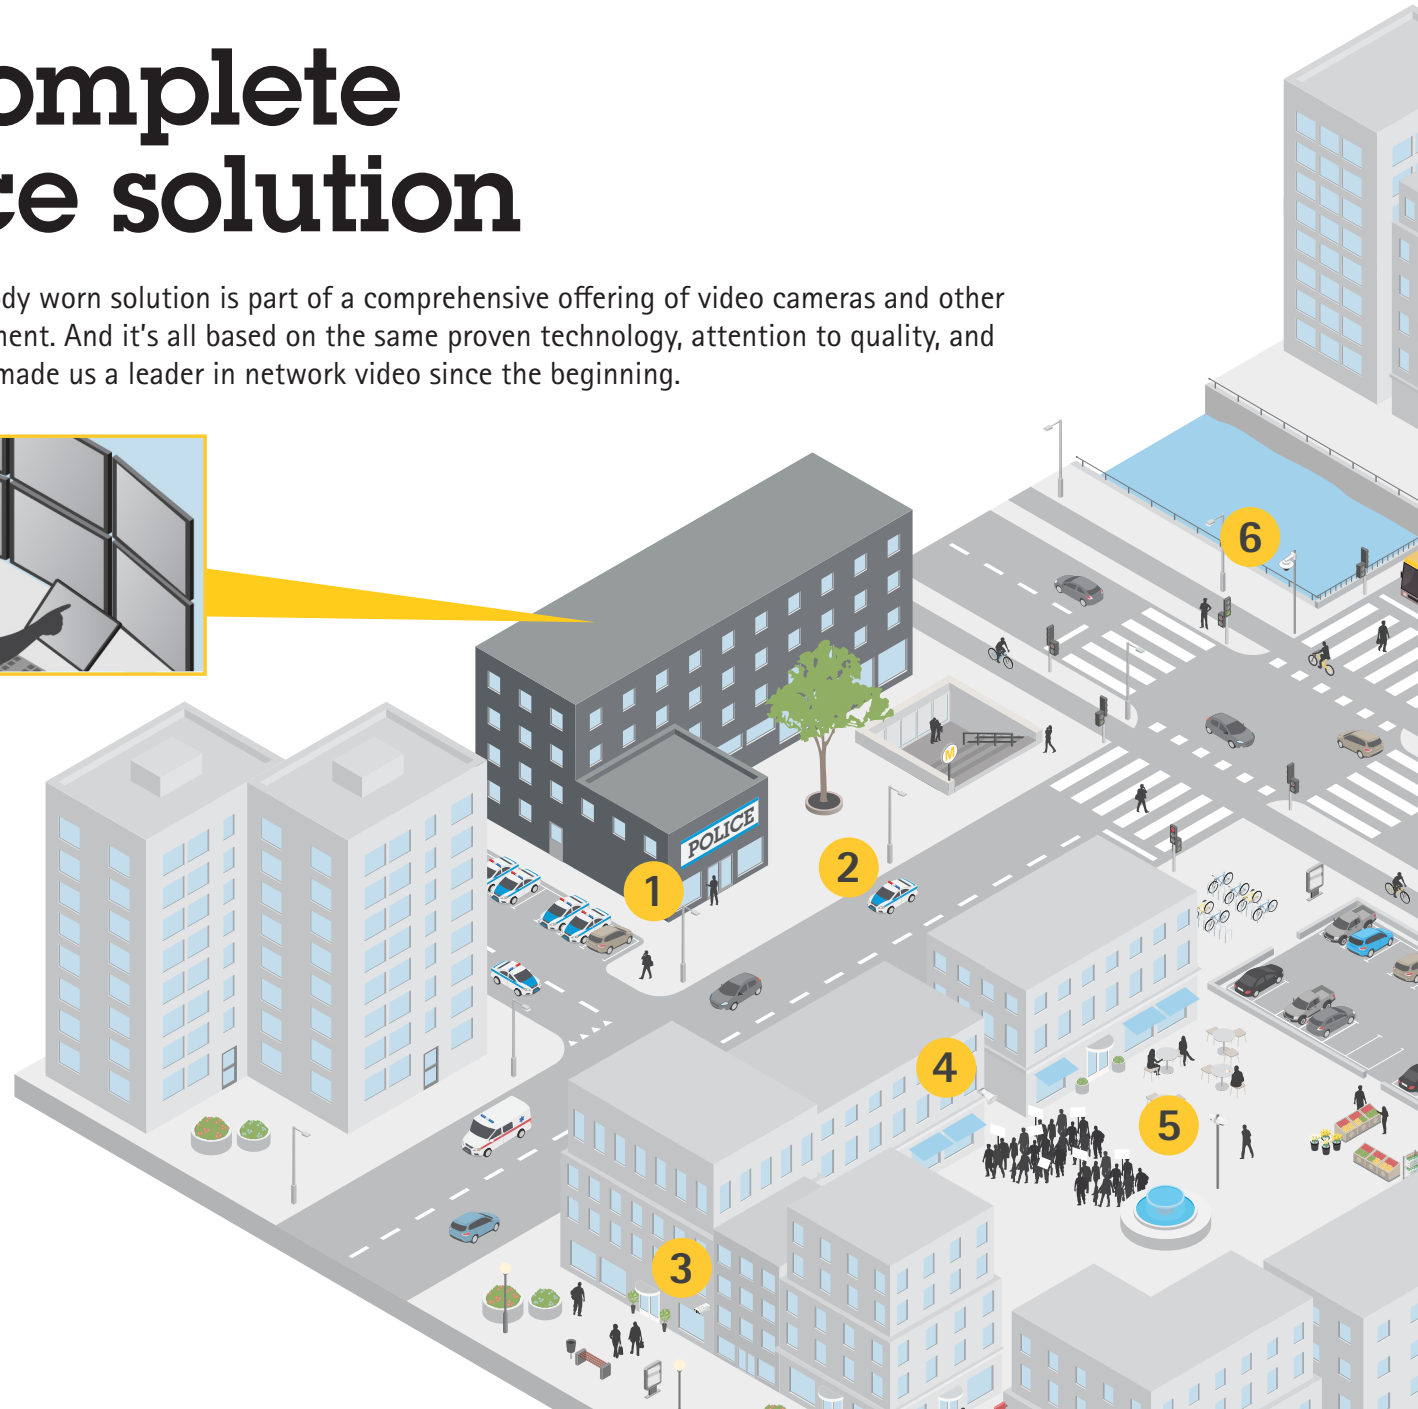 omplete
ce solution
dy worn solution is part of a comprehensive offering of video cameras and other
ent. And it's all based on the same proven technology, attention to quality, and
made us a leader in network video since the beginning.
6
M
POLICE
1
2
4
5
3